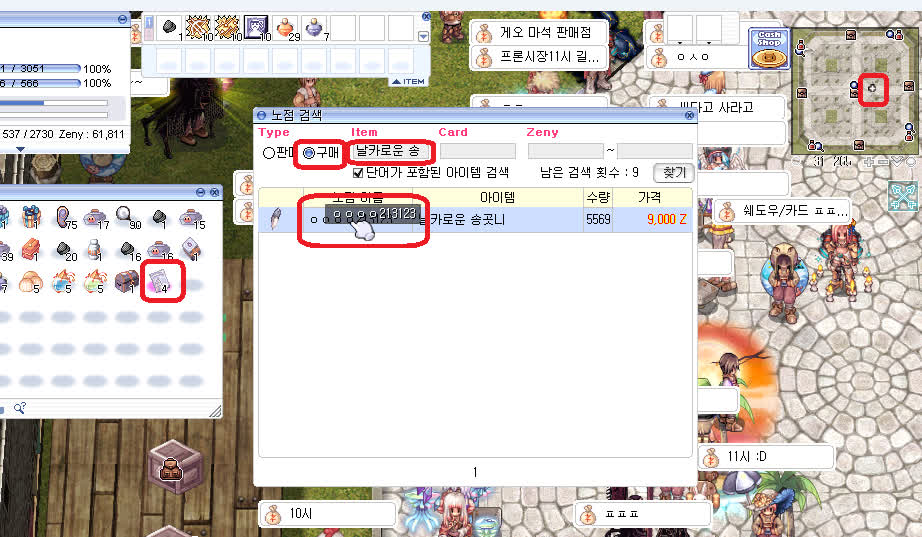 1 / 3051 100%
6 / 566 100%
537 / 2730 Zeny : 61,811
1 10 10 10 29 7
ITEM
게오 마석 판매점
프론시장11시 길...
ㅇㅅㅇ
Cash Shop
싸다고 사라고
노점 검색
Type Item Card Zeny
구매 날카로운 송 ~
단어가 포함된 아이템 검색 남은 검색 횟수 : 9 찾기
노점 이름 아이템 수량 가격
ㅇㅇㅇㅇ213123 날카로운 송곳니 5569 9,000 Z
1
쉐도우/카드 ㅍㅍ...
75 17 90 1 15
39 1 20 1 16 16 1
7 5 5 5 1 4
11시 :D
10시
ㅍㅍㅍ